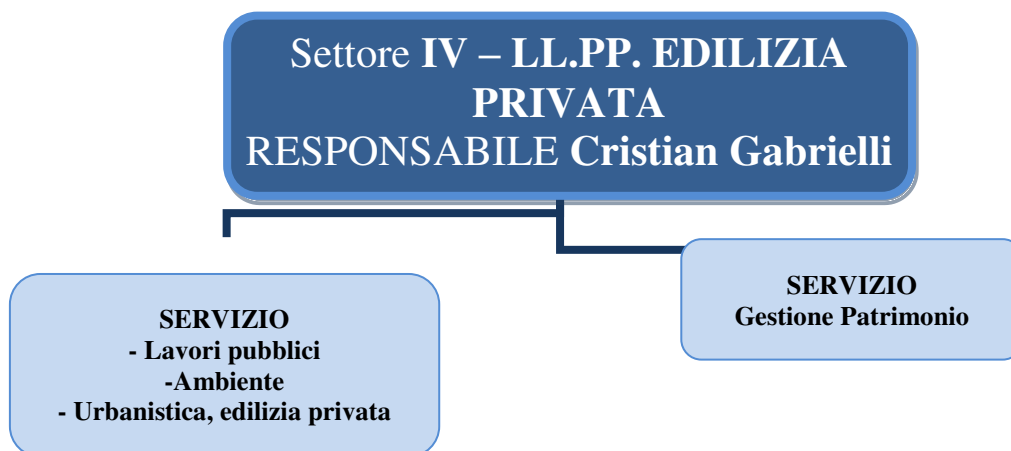 Settore IV – LL.PP. EDILIZIA
PRIVATA
RESPONSABILE Cristian Gabrielli
SERVIZIO
- Lavori pubblici
-Ambiente
- Urbanistica, edilizia privata
SERVIZIO
Gestione Patrimonio